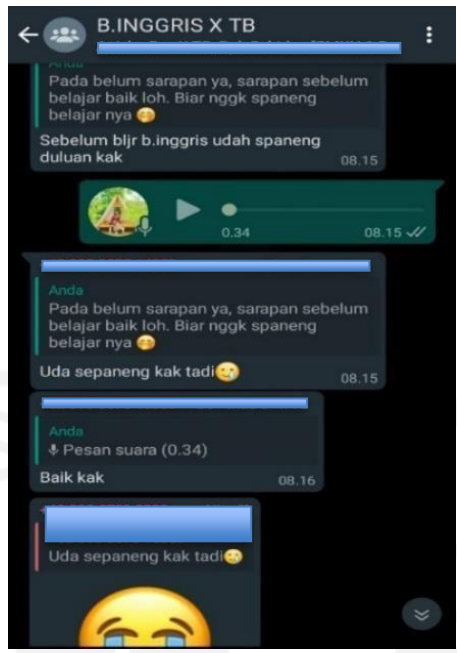 B.INGGRIS X TB
Anda
Pada belum sarapan ya, sarapan sebelum
belajar baik loh. Biar nggk spaneng
belajar nya 🤭
Sebelum bljr b.inggris udah spaneng
duluan kak
08.15
0.34
08.15
Anda
Pada belum sarapan ya, sarapan sebelum
belajar baik loh. Biar nggk spaneng
belajar nya 🤭
Uda sepaneng kak tadi🥲
08.15
Anda
Pesan suara (0.34)
Baik kak
08.16
Uda sepaneng kak tadi🥲